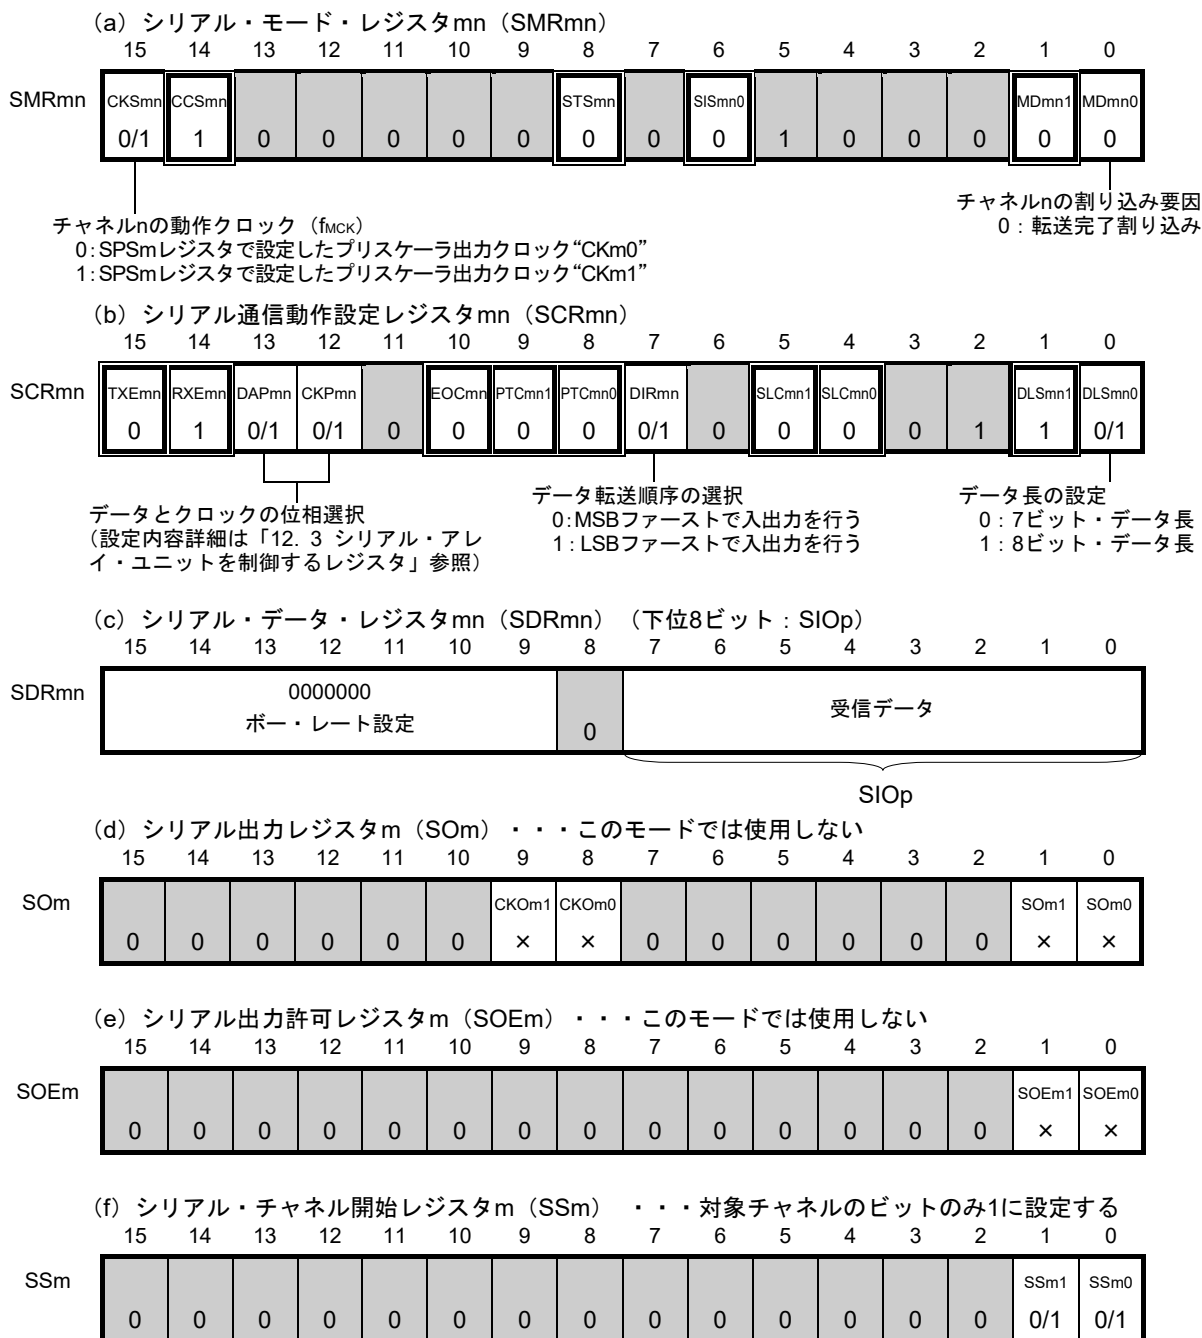 (a) シリアル・モード・レジスタmn (SMRmn)
15 14 13 12 11 10 9 8 7 6 5 4 3 2 1 0
SMRmn CKSmn CCSmn STSmn SISmn0 MDmn1 MDmn0
0/1 1 0 0 0 0 0 0 0 0 1 0 0 0 0 0
チャネルnの動作クロック (fMCK)
0:SPSmレジスタで設定したプリスケーラ出力クロック“CKm0”
1:SPSmレジスタで設定したプリスケーラ出力クロック“CKm1”
チャネルnの割り込み要因
0:転送完了割り込み
(b) シリアル通信動作設定レジスタmn (SCRmn)
15 14 13 12 11 10 9 8 7 6 5 4 3 2 1 0
SCRmn TXEmn RXEmn DAPmn CKPmn EOCmn PTCmn1 PTCmn0 DIRmn SLCmn1 SLCmn0 DLSmn1 DLSmn0
0 1 0/1 0/1 0 0 0 0 0/1 0 0 0 0 1 1 0/1
データとクロックの位相選択
(設定内容詳細は「12. 3 シリアル・アレ
イ・ユニットを制御するレジスタ」参照)
データ転送順序の選択
0:MSBファーストで入出力を行う
1:LSBファーストで入出力を行う
データ長の設定
0:7ビット・データ長
1:8ビット・データ長
(c) シリアル・データ・レジスタmn (SDRmn) (下位8ビット:SIOp)
15 14 13 12 11 10 9 8 7 6 5 4 3 2 1 0
SDRmn
0000000
ボー・レート設定
0
受信データ
SIOp
(d) シリアル出力レジスタm (SOm) ・・・このモードでは使用しない
15 14 13 12 11 10 9 8 7 6 5 4 3 2 1 0
SOm CKOm1 CKOm0 SOm1 SOm0
0 0 0 0 0 0 × × 0 0 0 0 0 0 × ×
(e) シリアル出力許可レジスタm (SOEm) ・・・このモードでは使用しない
15 14 13 12 11 10 9 8 7 6 5 4 3 2 1 0
SOEm SOEm1 SOEm0
0 0 0 0 0 0 0 0 0 0 0 0 0 0 × ×
(f) シリアル・チャネル開始レジスタm (SSm) ・・・対象チャネルのビットのみ1に設定する
15 14 13 12 11 10 9 8 7 6 5 4 3 2 1 0
SSm SSm1 SSm0
0 0 0 0 0 0 0 0 0 0 0 0 0 0 0/1 0/1